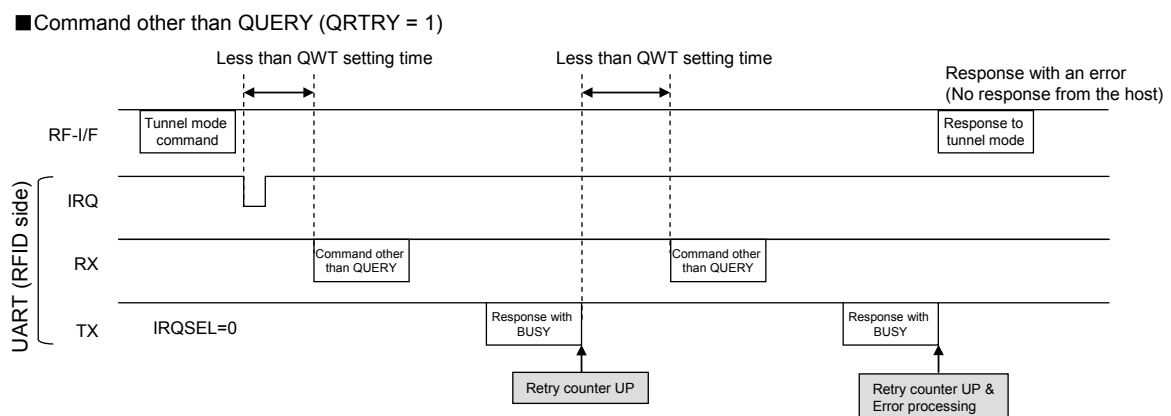 ■Command other than QUERY (QRTRY = 1)
Less than QWT setting time
Less than QWT setting time
Response with an error
(No response from the host)
RF-I/F
Tunnel mode
command
Response to
tunnel mode
UART (RFID side)
IRQ
RX
Command other
than QUERY
Command other
than QUERY
TX
IRQSEL=0
Response with
BUSY
Response with
BUSY
Retry counter UP
Retry counter UP &
Error processing